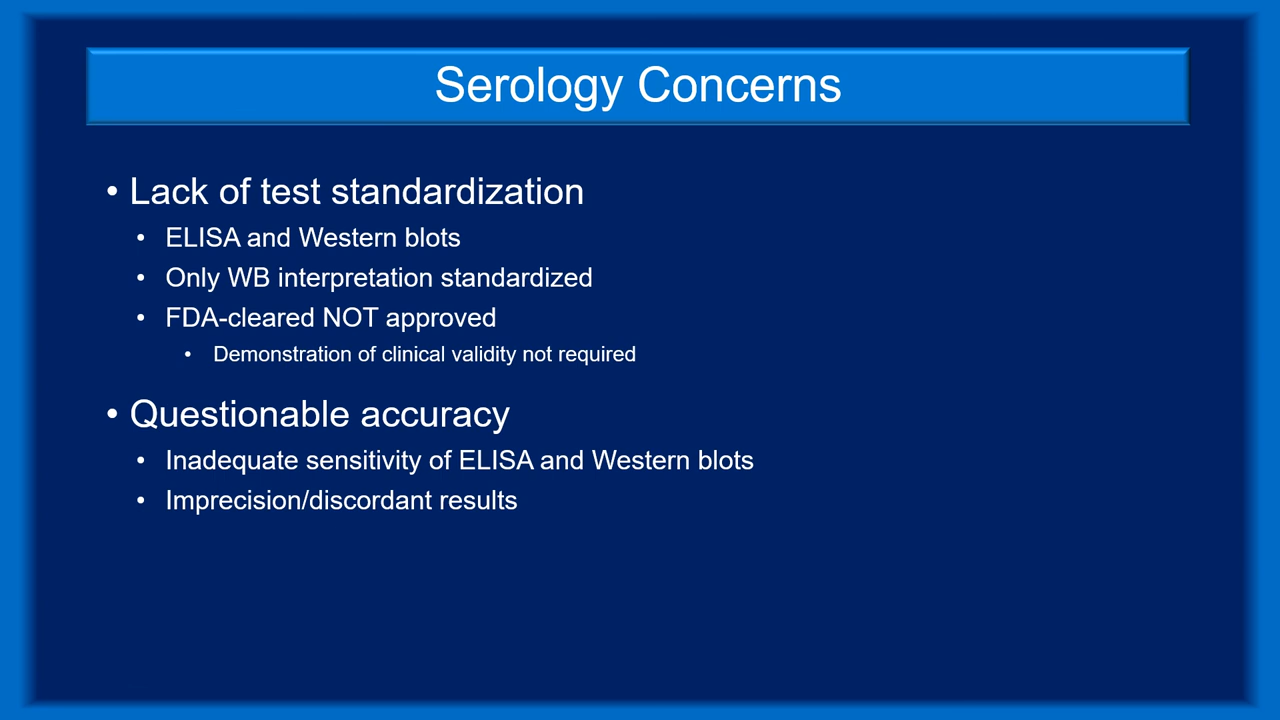 Serology Concerns
• Lack of test standardization
• ELISA and Western blots
• Only WB interpretation standardized
• FDA-cleared NOT approved
• Demonstration of clinical validity not required
• Questionable accuracy
• Inadequate sensitivity of ELISA and Western blots
• Imprecision/discordant results